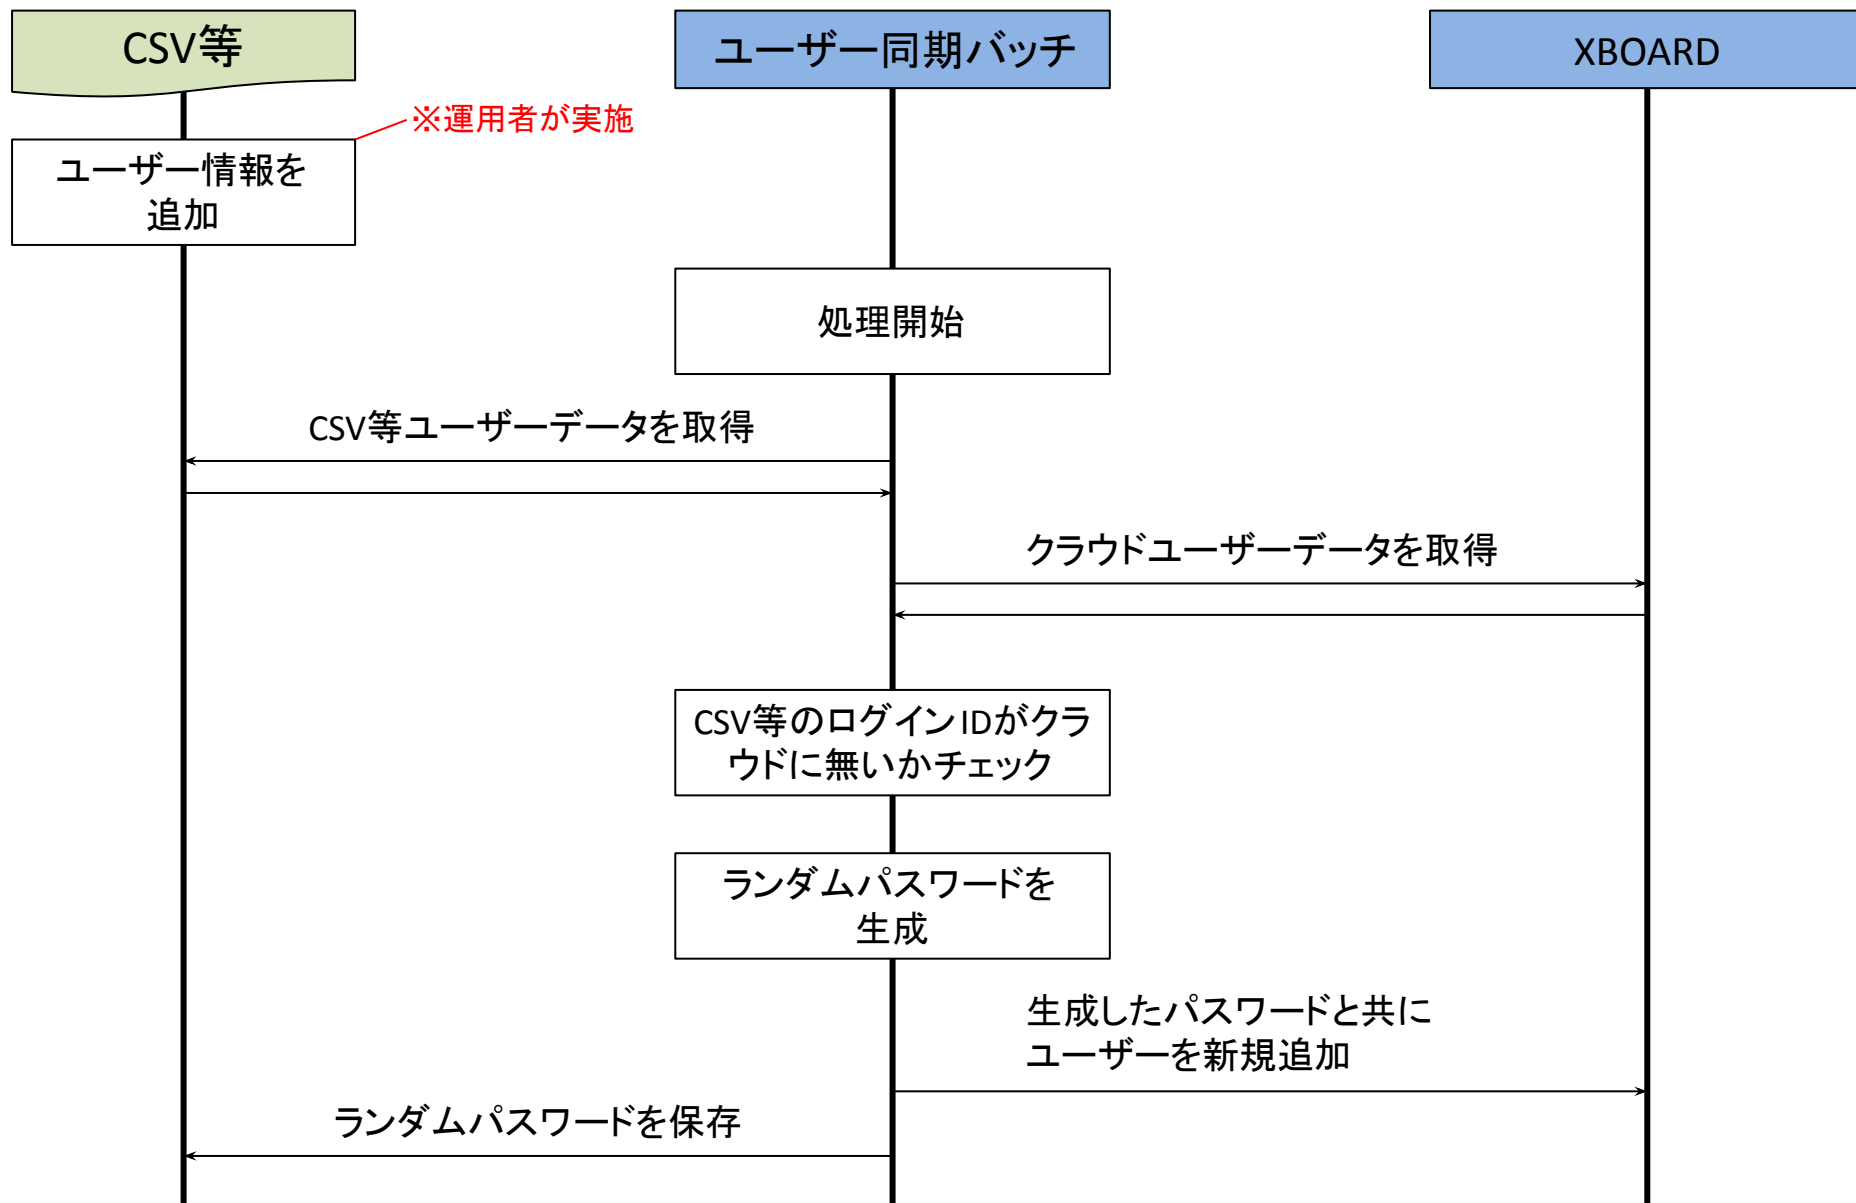 CSV等
ユーザー同期バッチ
XBOARD
※運用者が実施
ユーザー情報を
追加
処理開始
CSV等ユーザーデータを取得
クラウドユーザーデータを取得
CSV等のログインIDがクラ
ウドに無いかチェック
ランダムパスワードを
生成
生成したパスワードと共に
ユーザーを新規追加
ランダムパスワードを保存